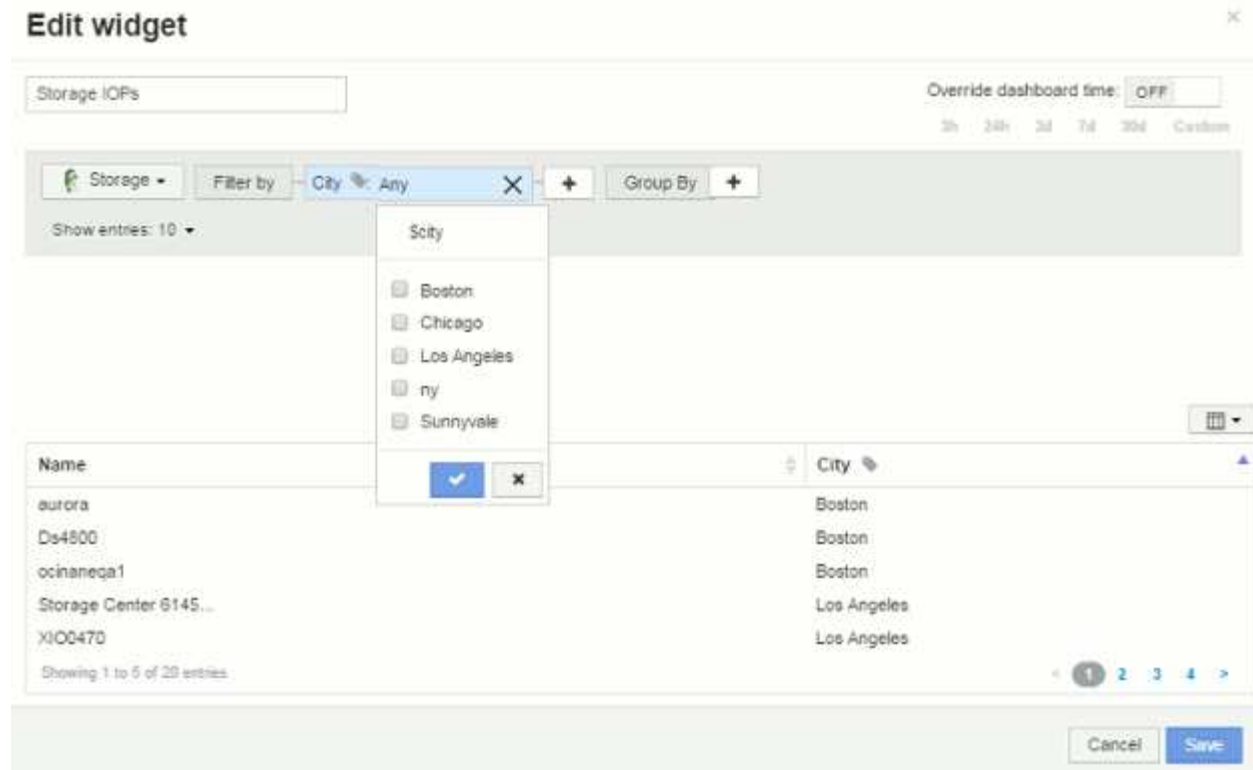 Edit widget
Storage IOPs
Override dashboard time: OFF
3h 24h 3d 7d 30d Custom
Storage Filter by City : Any Group By
Show entries: 10
$city
Boston
Chicago
Los Angeles
ny
Sunnyvale
Name City
aurora Boston
Ds4800 Boston
ocinaneqa1 Boston
Storage Center 6145... Los Angeles
XIO0470 Los Angeles
Showing 1 to 5 of 20 entries
< 1 2 3 4 >
Cancel Save